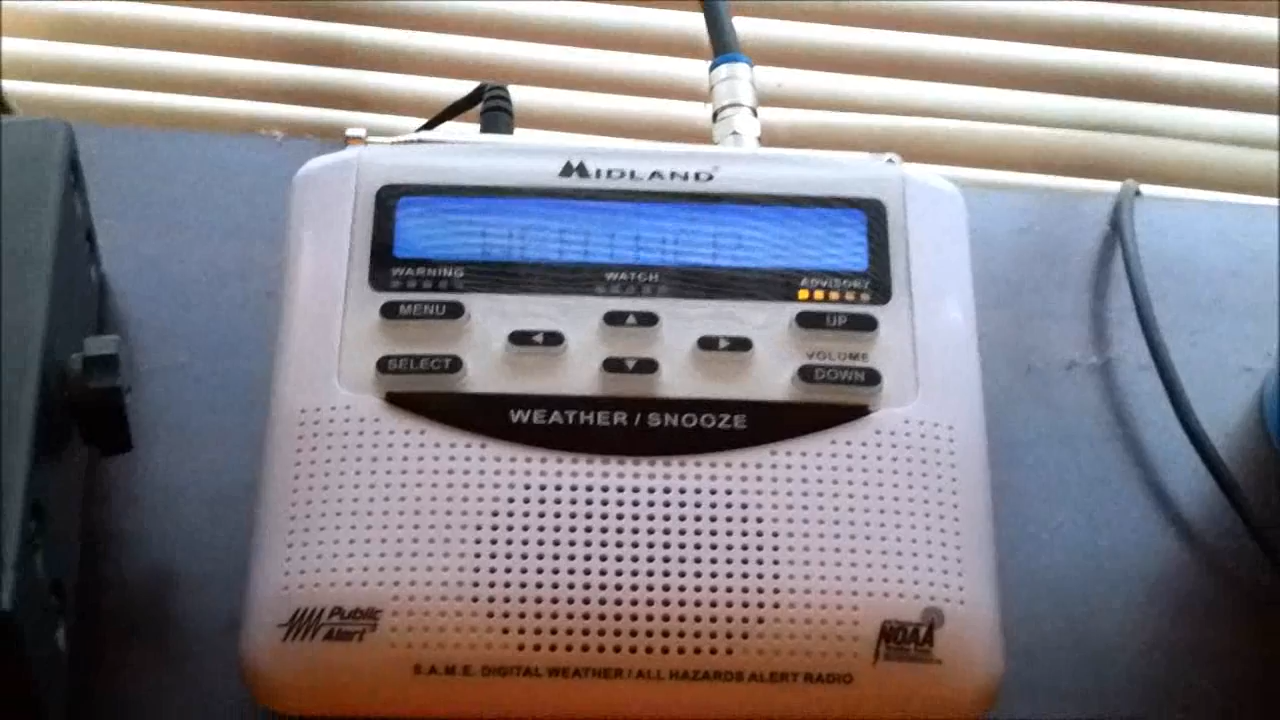 MIDLAND
WARNING WATCH ADVISORY
MENU
UP
SELECT
VOLUME
DOWN
WEATHER / SNOOZE
Public
Alert
NOAA
S.A.M.E. DIGITAL WEATHER / ALL HAZARDS ALERT RADIO